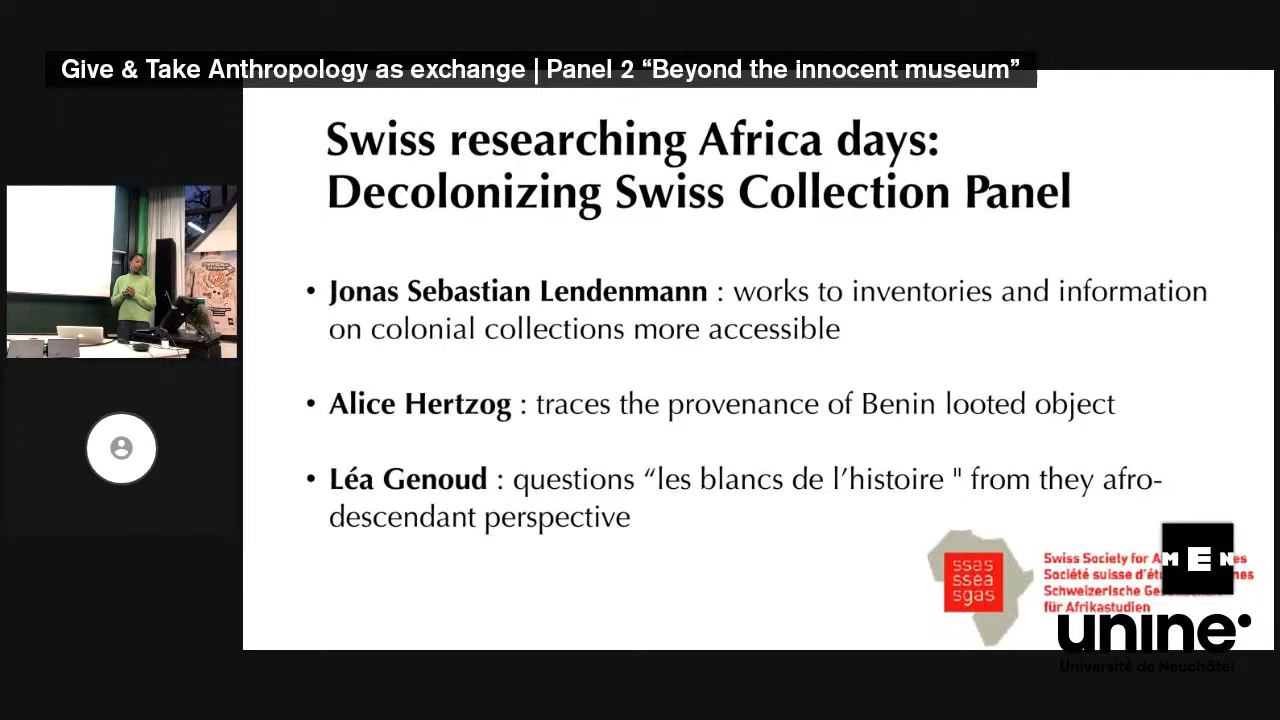 Give & Take Anthropology as exchange | Panel 2 “Beyond the innocent museum”
Swiss researching Africa days:
Decolonizing Swiss Collection Panel
• Jonas Sebastian Lendenmann : works to inventories and information
on colonial collections more accessible
• Alice Hertzog : traces the provenance of Benin looted object
• Léa Genoud : questions “les blancs de l’histoire " from they afro-
descendant perspective
ssas
ssea
sgas
Swiss Society for
Société suisse
Schweizerische
für Afrikastudien
MEN
unine
Université de Neuchâtel